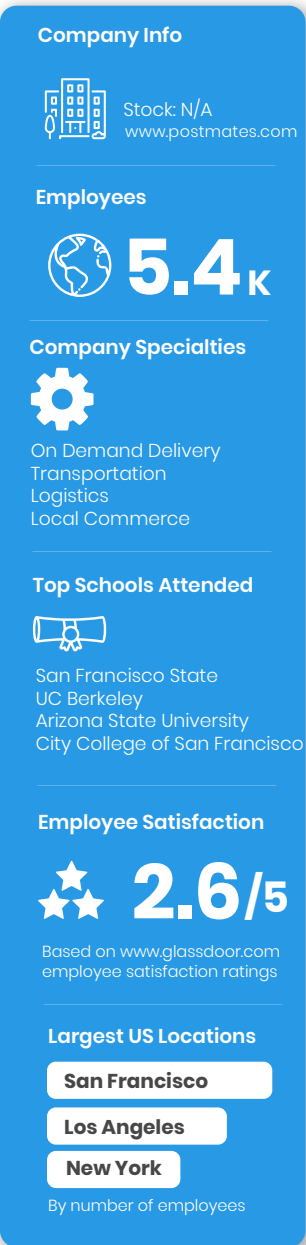 Company Info
Stock: N/A
www.postmates.com
Employees
5.4 K
Company Specialties
On Demand Delivery
Transportation
Logistics
Local Commerce
Top Schools Attended
San Francisco State
UC Berkeley
Arizona State University
City College of San Francisco
Employee Satisfaction
2.6/5
Based on www.glassdoor.com
employee satisfaction ratings
Largest US Locations
San Francisco
Los Angeles
New York
By number of employees